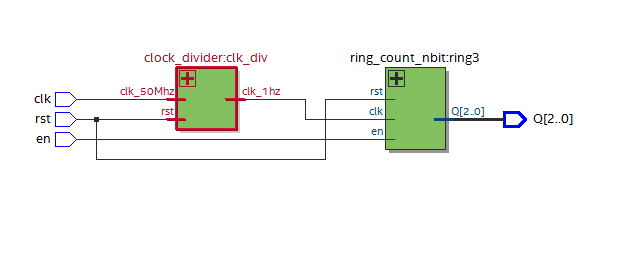 clock_divider:clk_div
ring_count_nbit:ring3
clk
clk_50Mhz
clk_1hz
rst
rst
rst
clk
Q[2..0]
Q[2..0]
en
en